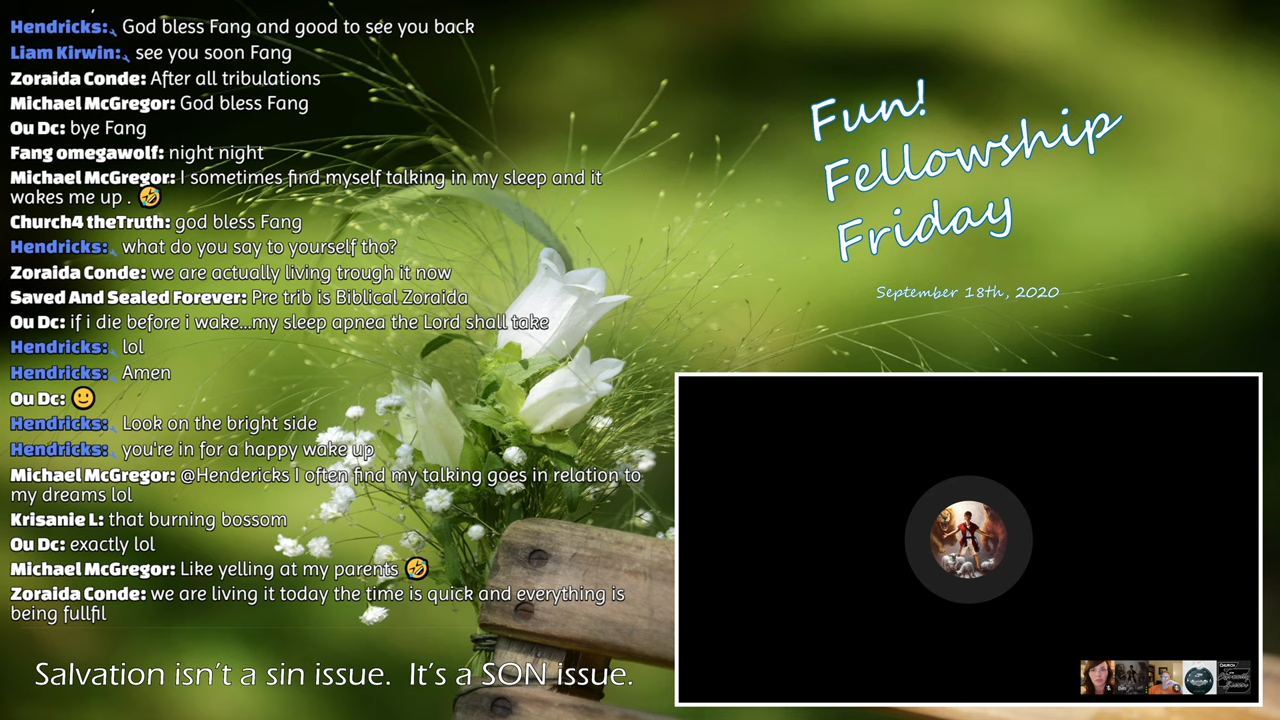 Hendricks: God bless Fang and good to see you back
Liam Kirwin: see you soon Fang
Zoraida Conde: After all tribulations
Michael McGregor: God bless Fang
Ou Dc: bye Fang
Fang omegawolf: night night
Michael McGregor: I sometimes find myself talking in my sleep and it
wakes me up . 🤣
Church4 theTruth: god bless Fang
Hendricks: what do you say to yourself tho?
Zoraida Conde: we are actually living trough it now
Saved And Sealed Forever: Pre trib is Biblical Zoraida
Ou Dc: if i die before i wake...my sleep apnea the Lord shall take
Hendricks: lol
Hendricks: Amen
Ou Dc: 🙂
Hendricks: Look on the bright side
Hendricks: you're in for a happy wake up
Michael McGregor: @Hendericks I often find my talking goes in relation to
my dreams lol
Krisanie L: that burning bossom
Ou Dc: exactly lol
Michael McGregor: Like yelling at my parents 🤣
Zoraida Conde: we are living it today the time is quick and everything is
being fullfil
Salvation isn't a sin issue. It's a SON issue.
Fun!
Fellowship
Friday
September 18th, 2020